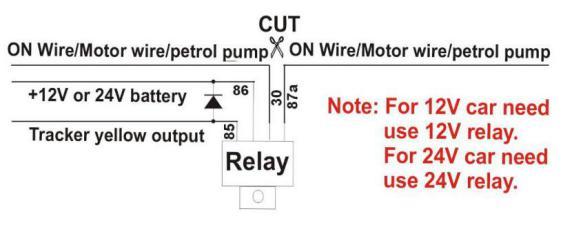 CUT
ON Wire/Motor wire/petrol pump ON Wire/Motor wire/petrol pump
+12V or 24V battery
86
30
87a
Tracker yellow output
85
Relay
Note: For 12V car need
use 12V relay.
For 24V car need
use 24V relay.